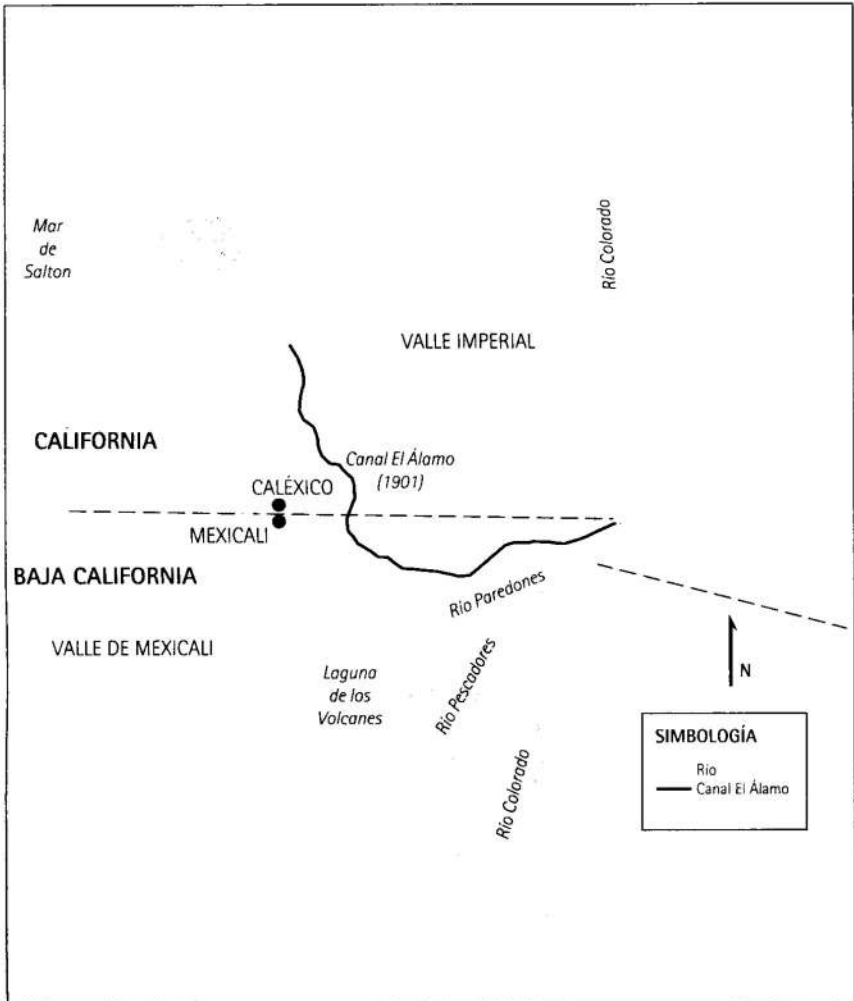 Mar
de
Salton
Río Colorado
VALLE IMPERIAL
CALIFORNIA
Canal El Álamo
(1901)
CALÉXICO
MEXICALI
BAJA CALIFORNIA
Río Paredones
VALLE DE MEXICALI
Laguna
de los
Volcanes
Río Pescadores
Río Colorado
N
SIMBOLOGÍA
Río
Canal El Álamo